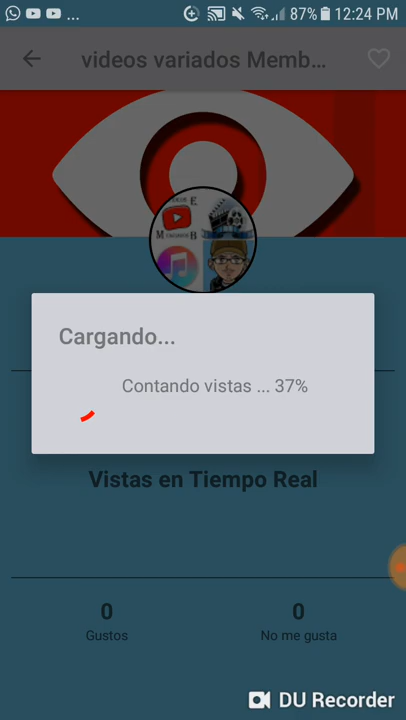 ... 87% 12:24 PM
videos variados Memb...
Cargando...
Contando vistas ... 37%
Vistas en Tiempo Real
0 0
Gustos No me gusta
DU Recorder